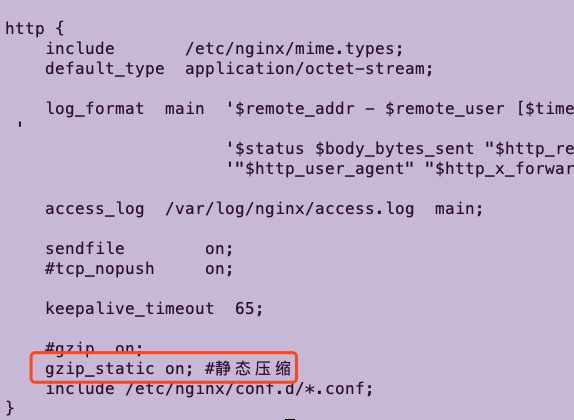 http {
include /etc/nginx/mime.types;
default_type application/octet-stream;
log_format main '$remote_addr - $remote_user [$time
'
'$status $body_bytes_sent "$http_re
'"$http_user_agent" "$http_x_forwar
access_log /var/log/nginx/access.log main;
sendfile on;
#tcp_nopush on;
keepalive_timeout 65;
#gzip on;
gzip_static on; #静态压缩
include /etc/nginx/conf.d/*.conf;
}